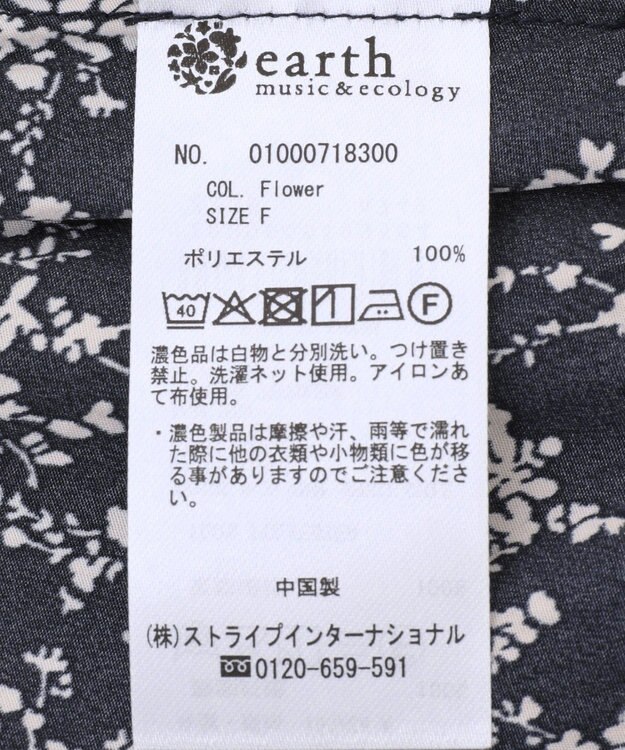 earth
music&ecology
NO. 01000718300
COL. Flower
SIZE F
ポリエステル 100%
40 F
濃色品は白物と分別洗い。つけ置き
禁止。洗濯ネット使用。アイロンあ
て布使用。
・濃色製品は摩擦や汗、雨等で濡れ
た際に他の衣類や小物類に色が移
る事がありますのでご注意くださ
い。
中国製
(株)ストライプインターナショナル
0120-659-591